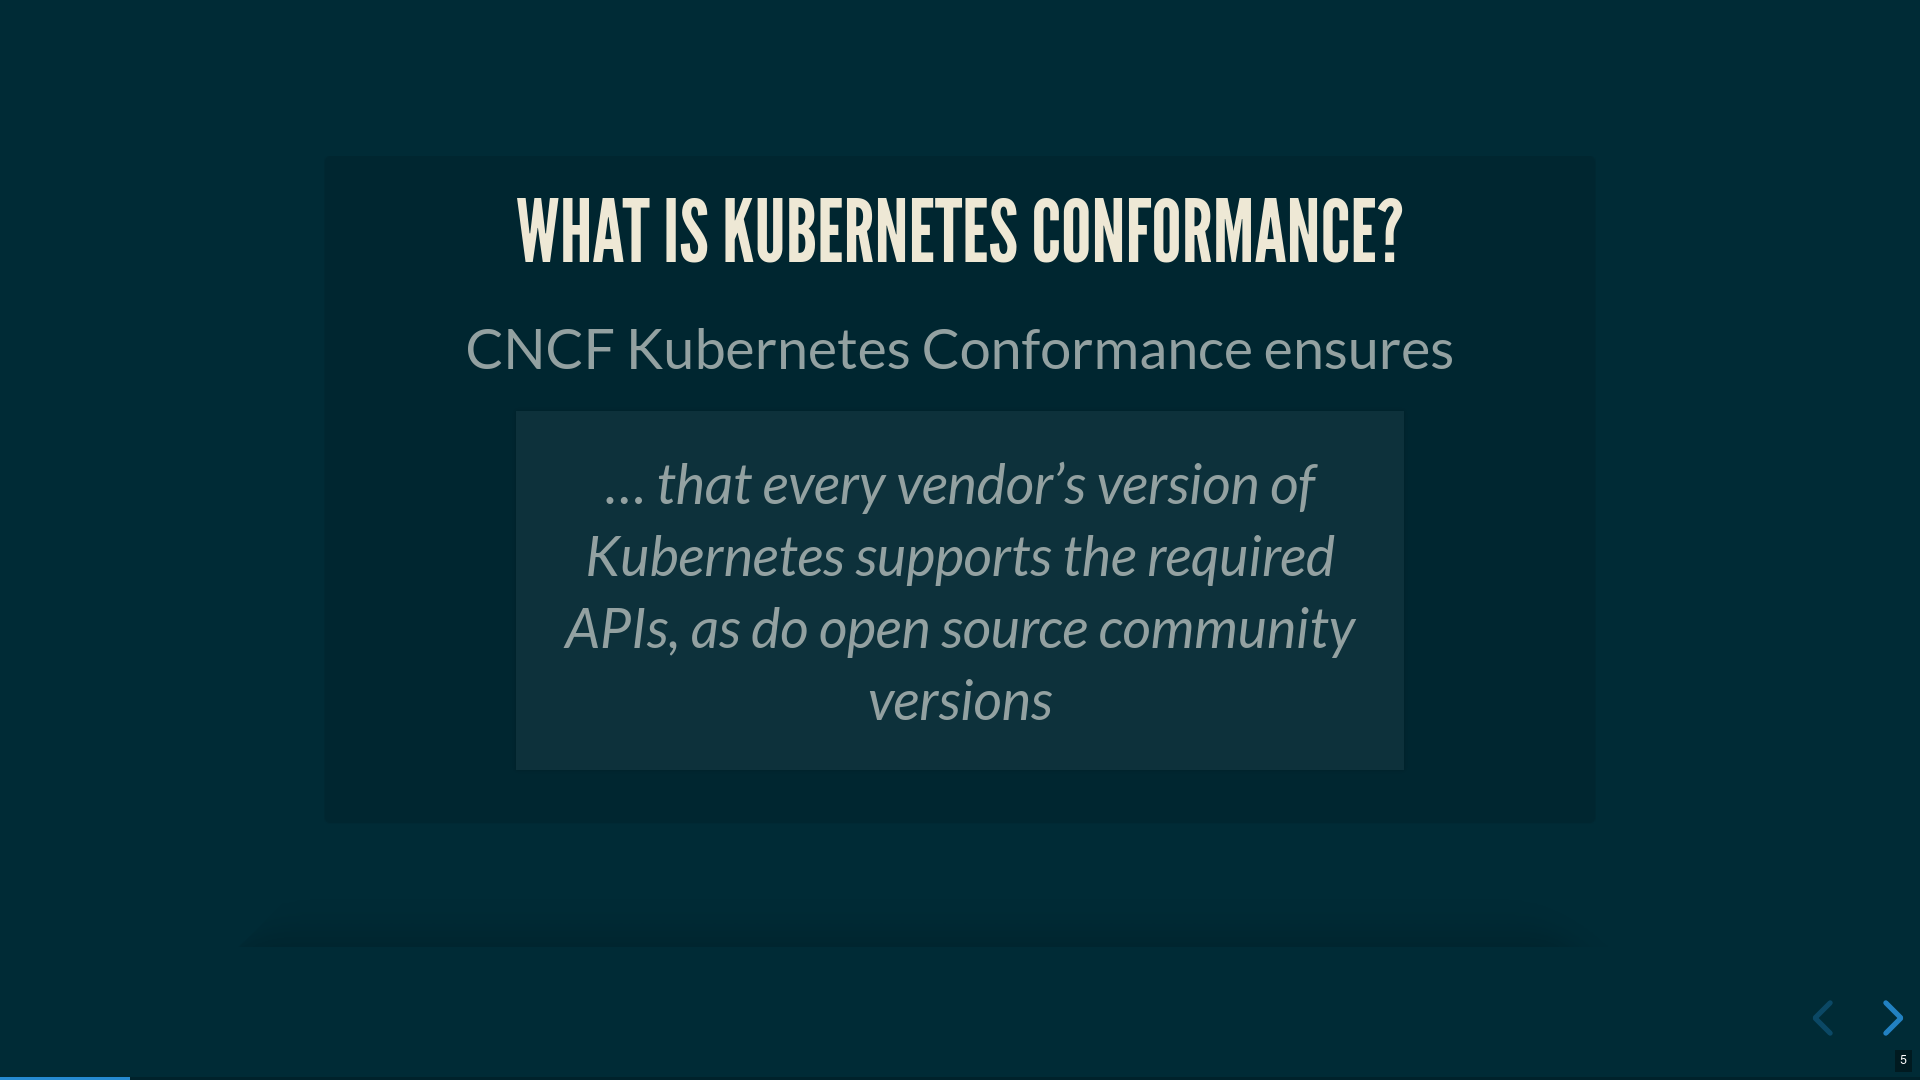 WHAT IS KUBERNETES CONFORMANCE?
CNCF Kubernetes Conformance ensures
… that every vendor’s version of
Kubernetes supports the required
APIs, as do open source community
versions
5